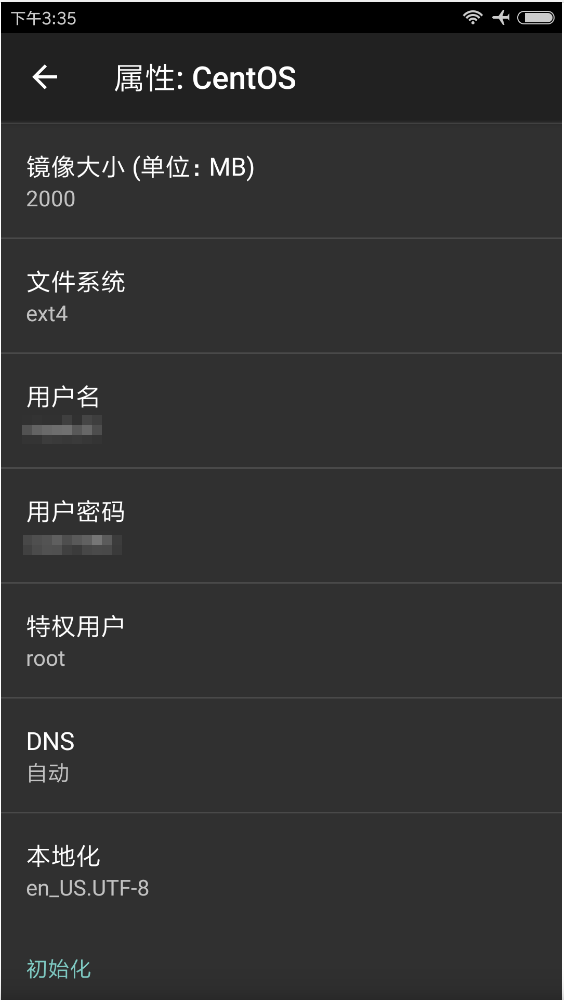 下午3:35
属性: CentOS
镜像大小 (单位：MB)
2000
文件系统
ext4
用户名
用户密码
特权用户
root
DNS
自动
本地化
en_US.UTF-8
初始化